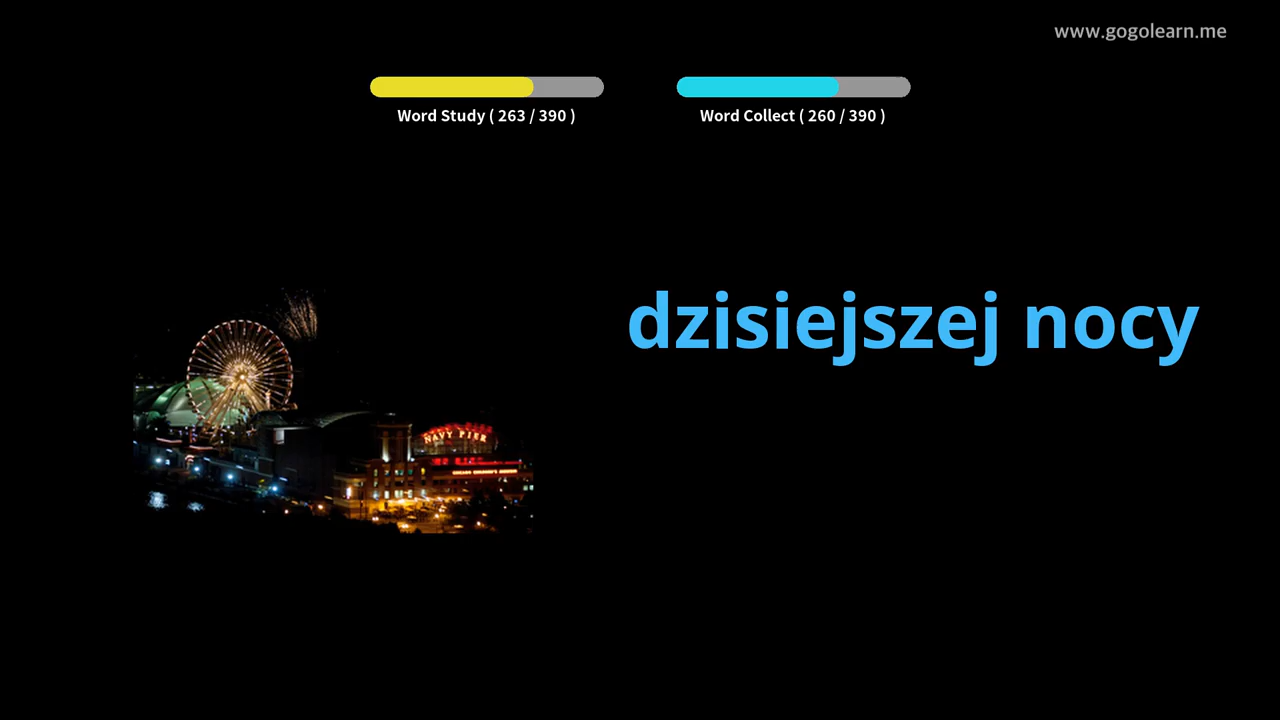 www.gogolearn.me
Word Study ( 263 / 390 )
Word Collect ( 260 / 390 )
dzisiejszej nocy
NAVY PIER